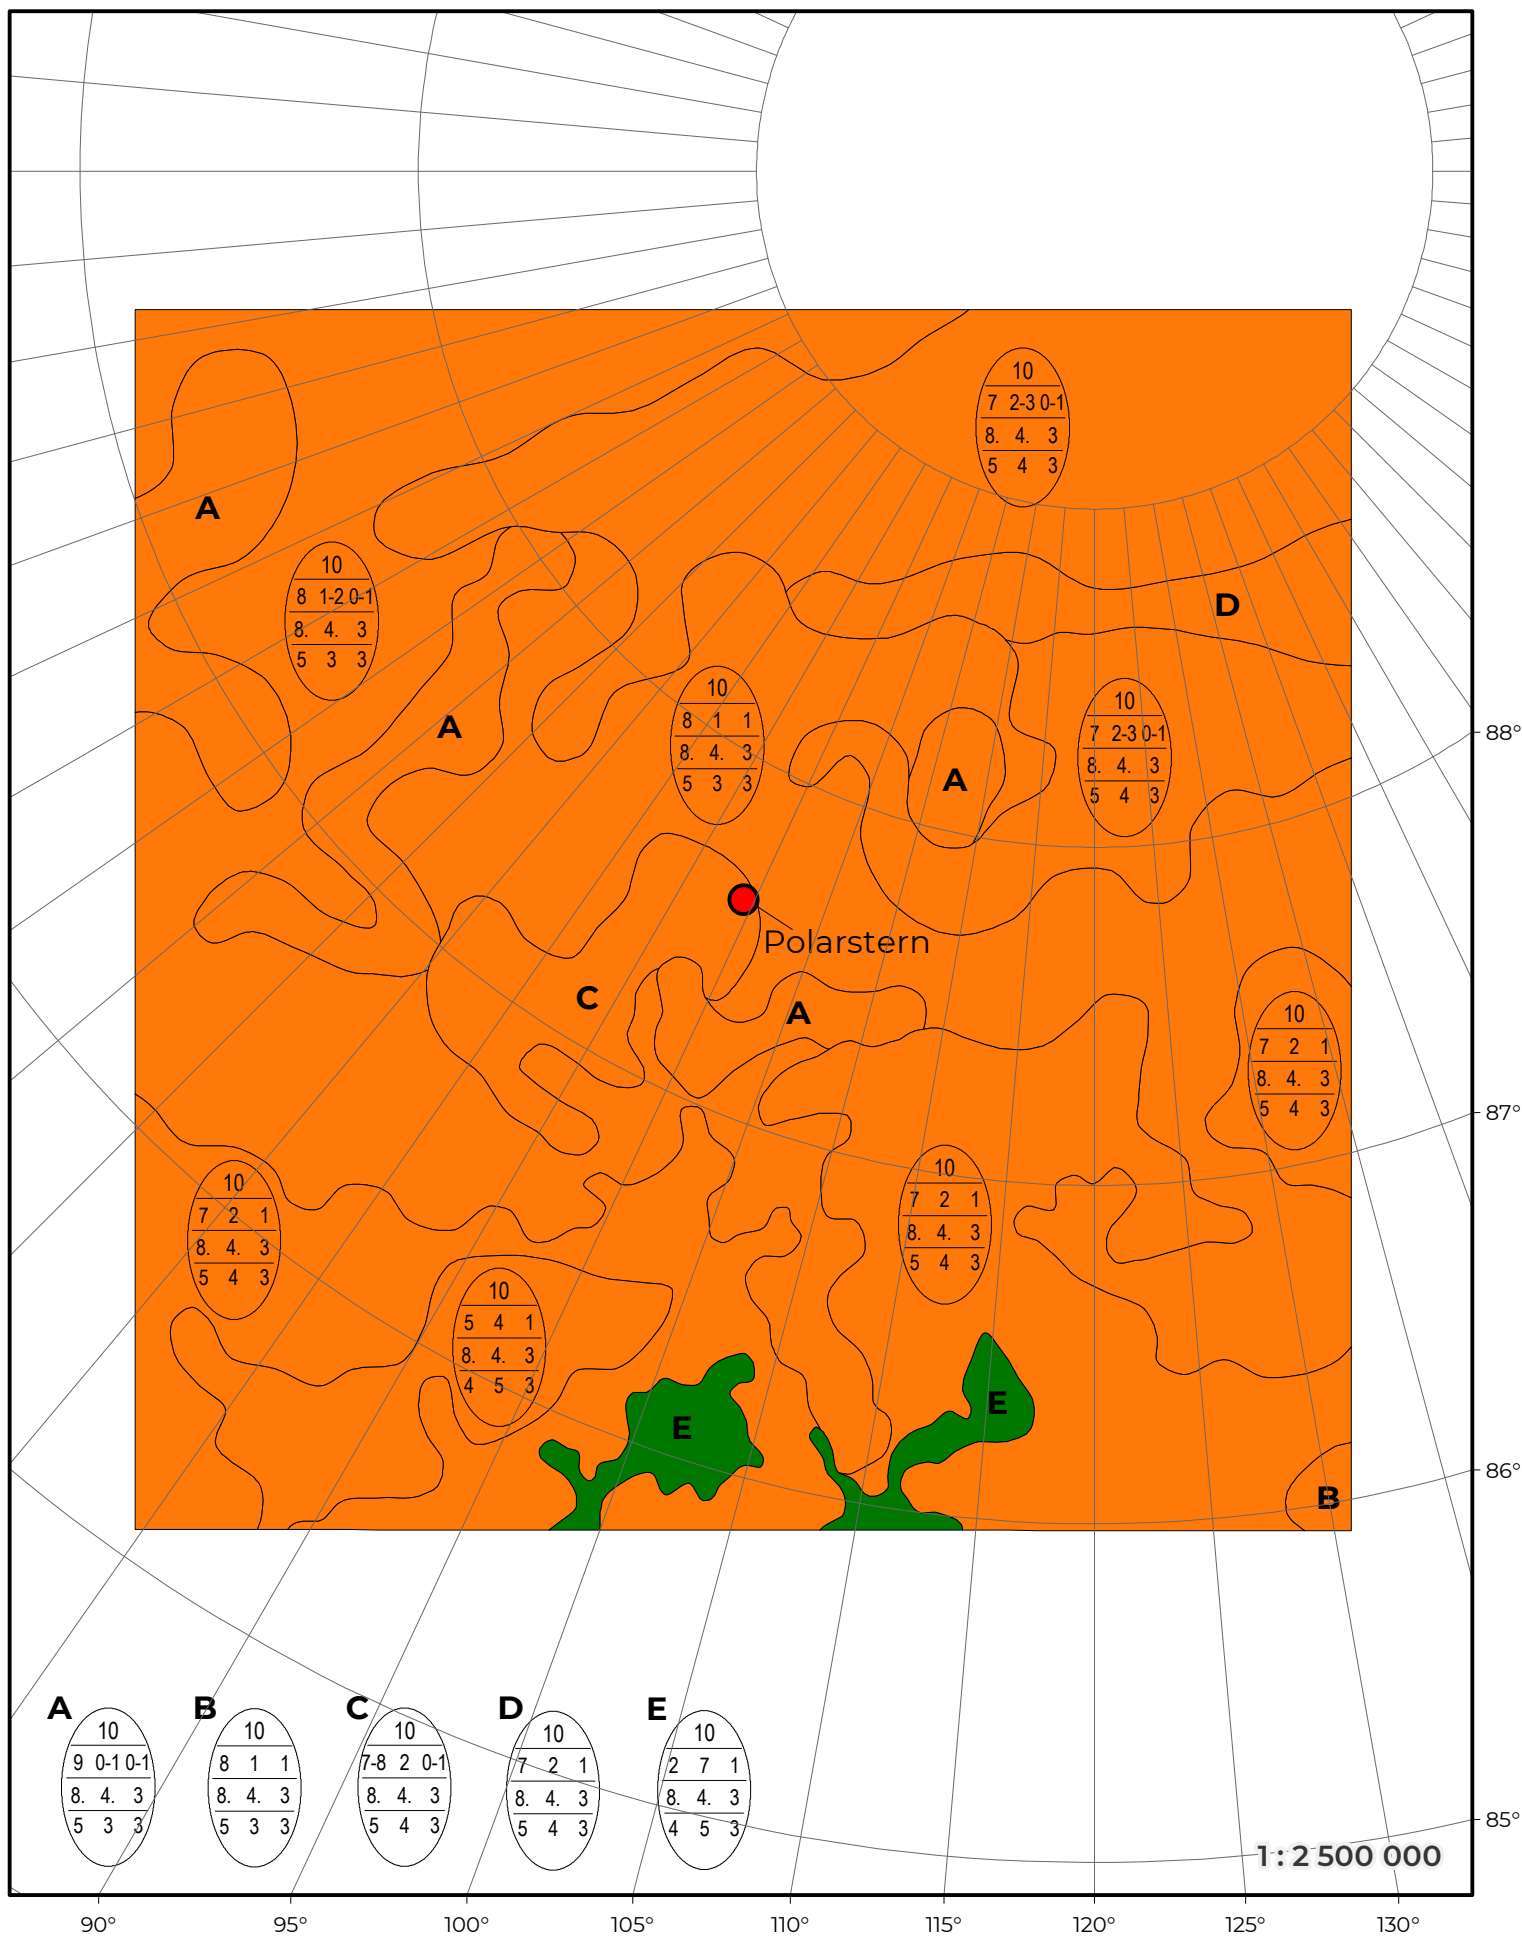 10
7 2-3 0-1
8. 4. 3
5 4 3
A
10
8 1-2 0-1
8. 4. 3
5 3 3
D
10
8 1 1
8. 4. 3
5 3 3
10
7 2-3 0-1
8. 4. 3
5 4 3
88°
A
A
Polarstern
C
A
10
7 2 1
8. 4. 3
5 4 3
87°
10
7 2 1
8. 4. 3
5 4 3
10
7 2 1
8. 4. 3
5 4 3
10
5 4 1
8. 4. 3
4 5 3
E
E
86°
B
A
10
9 0-1 0-1
8. 4. 3
5 3 3
B
10
8 1 1
8. 4. 3
5 3 3
C
10
7-8 2 0-1
8. 4. 3
5 4 3
D
10
7 2 1
8. 4. 3
5 4 3
E
10
2 7 1
8. 4. 3
4 5 3
85°
1 : 2 500 000
90° 95° 100° 105° 110° 115° 120° 125° 130°